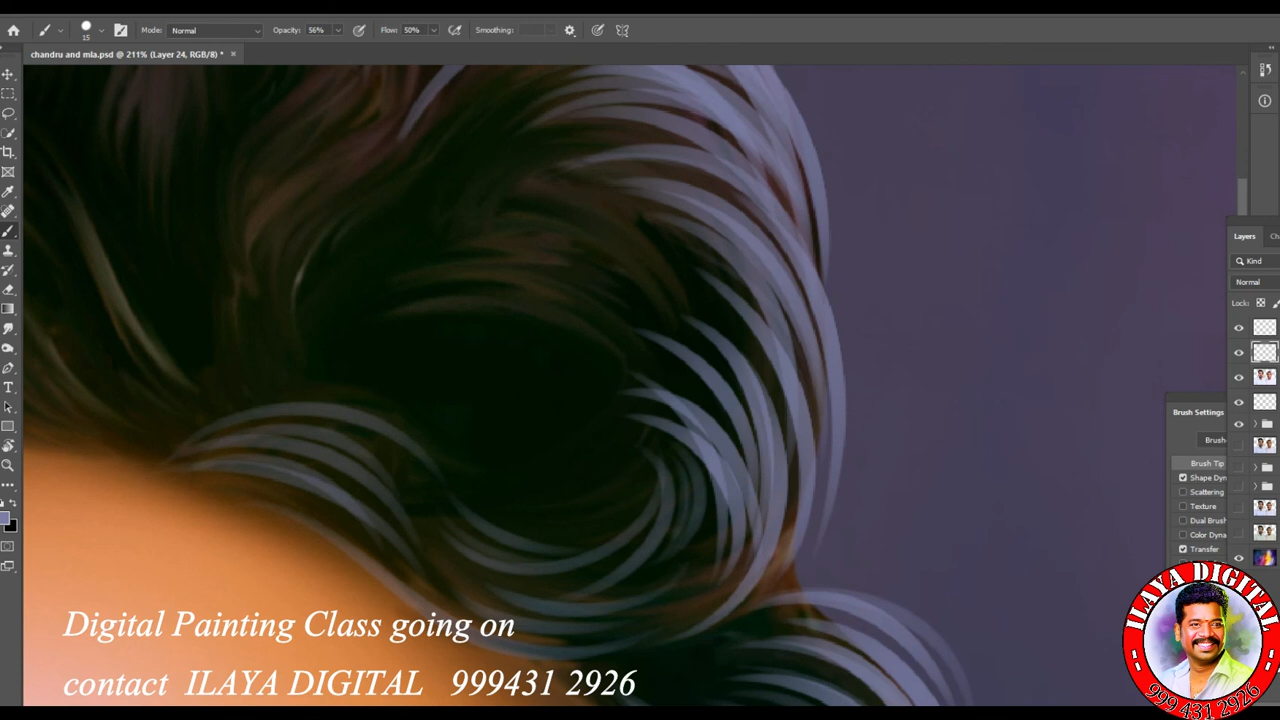 Mode: Normal Opacity: 56% Flow: 50% Smoothing:
15
chandru and mla.psd @ 211% (Layer 24, RGB/8) * ×
Layers Ch
Kind
Normal
Lock:
Brush Settings
Brush
Brush Tip
Shape Dyn
Scattering
Texture
Dual Brush
Color Dyna
Transfer
Digital Painting Class going on
contact ILAYA DIGITAL 999431 2926
ILAYA DIGITAL
999 431 2926